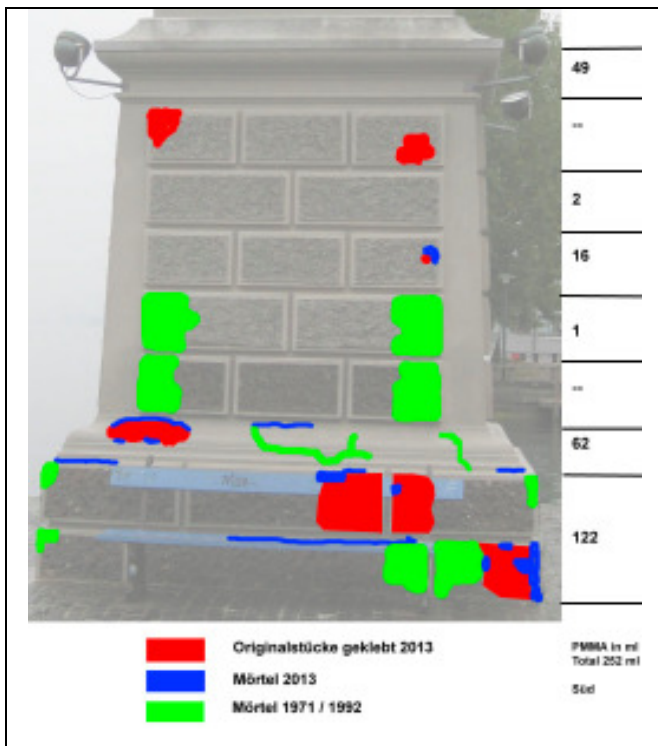 49
--
2
16
1
--
62
122
Originalstücke geklebt 2013
Mörtel 2013
Mörtel 1971 / 1992
PMMA in ml
Total 252 ml
Süd